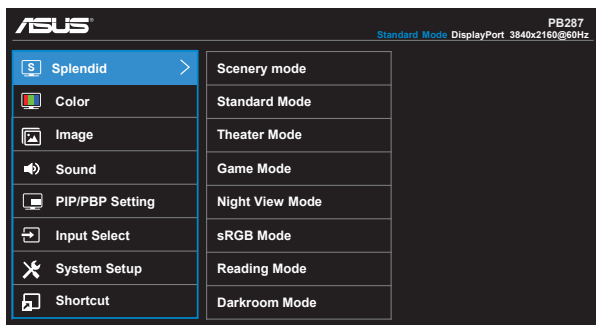 ASUS
PB287
Standard Mode DisplayPort 3840x2160@60Hz
S Splendid
Color
Image
Sound
PIP/PBP Setting
Input Select
System Setup
Shortcut
Scenery mode
Standard Mode
Theater Mode
Game Mode
Night View Mode
sRGB Mode
Reading Mode
Darkroom Mode